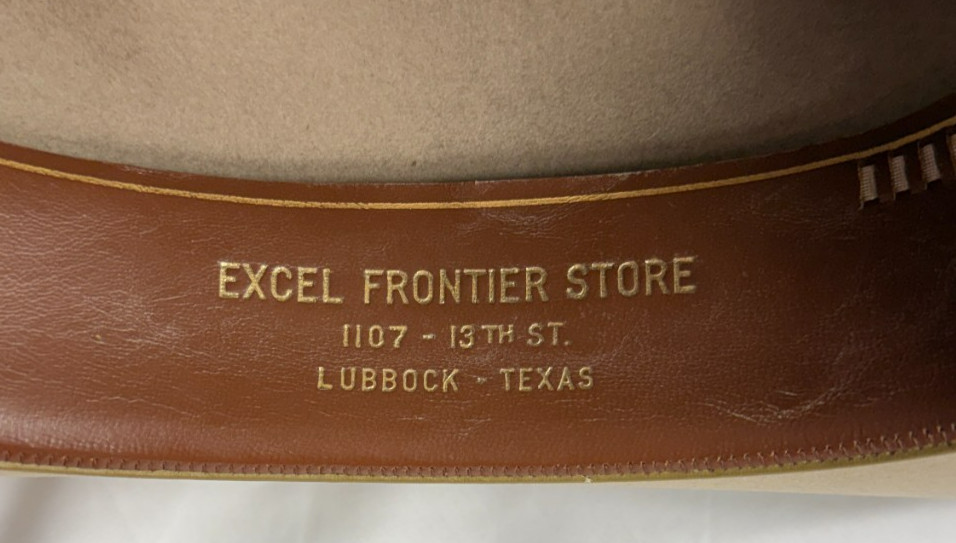 EXCEL FRONTIER STORE
1107 - 13TH ST.
LUBBOCK - TEXAS